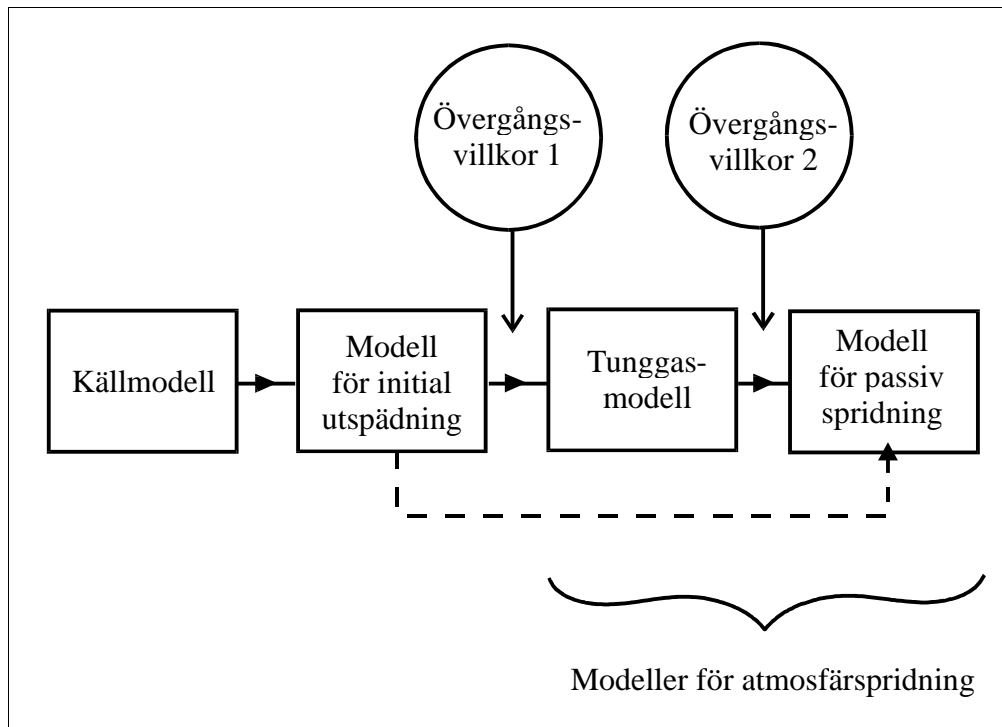 Övergångs-
villkor 1
Övergångs-
villkor 2
Källmodell
Modell
för initial
utspädning
Tunggas-
modell
Modell
för passiv
spridning
Modeller för atmosfärspridning